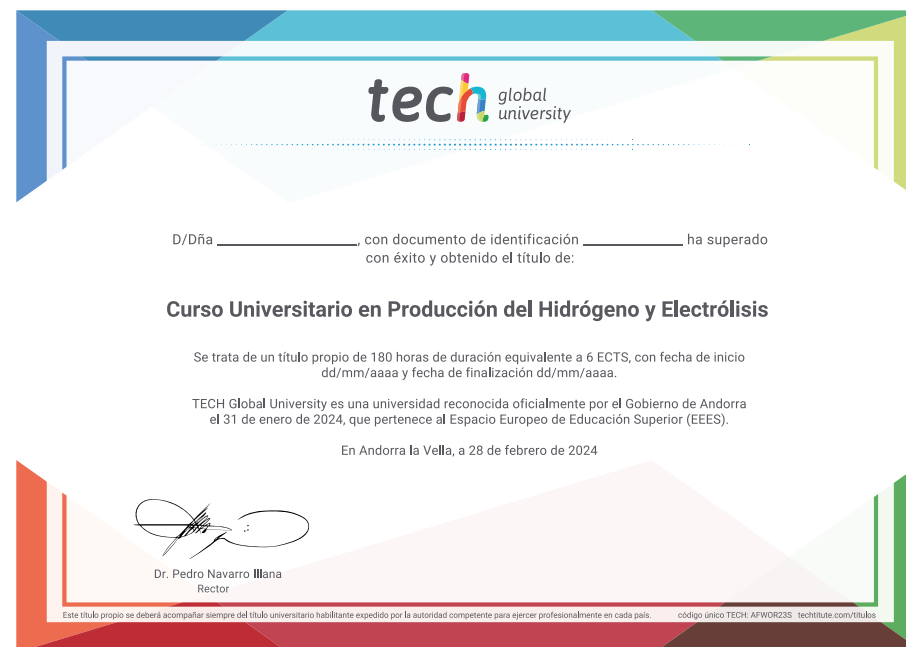 tech global university
D/Dña ____________________, con documento de identificación ______________ ha superado
con éxito y obtenido el título de:
Curso Universitario en Producción del Hidrógeno y Electrólisis
Se trata de un título propio de 180 horas de duración equivalente a 6 ECTS, con fecha de inicio
dd/mm/aaaa y fecha de finalización dd/mm/aaaa.
TECH Global University es una universidad reconocida oficialmente por el Gobierno de Andorra
el 31 de enero de 2024, que pertenece al Espacio Europeo de Educación Superior (EEES).
En Andorra la Vella, a 28 de febrero de 2024
Dr. Pedro Navarro Illana
Rector
Este título propio se deberá acompañar siempre del título universitario habilitante expedido por la autoridad competente para ejercer profesionalmente en cada país. código único TECH: AFWOR23S techtitute.com/titulos